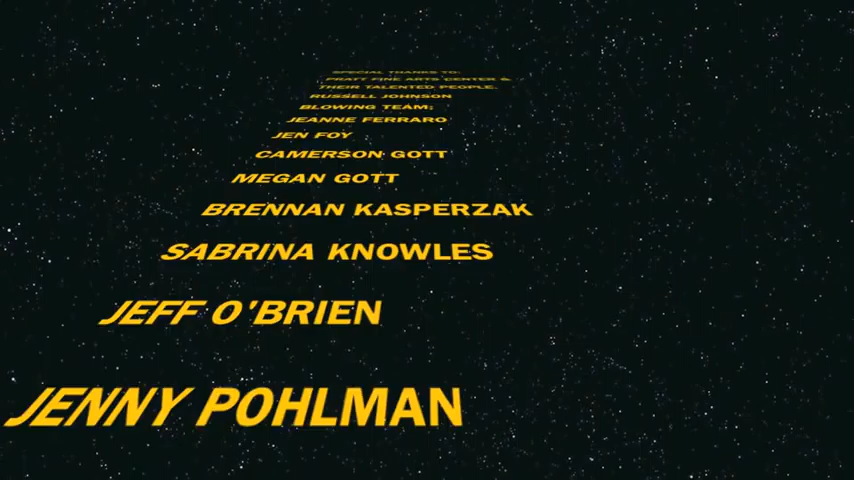 SPECIAL THANKS TO:
PRATT FINE ARTS CENTER &
THEIR TALENTED PEOPLE.
RUSSELL JOHNSON
BLOWING TEAM:
JEANNE FERRARO
JEN FOY
CAMERSON GOTT
MEGAN GOTT
BRENNAN KASPERZAK
SABRINA KNOWLES
JEFF O'BRIEN
JENNY POHLMAN